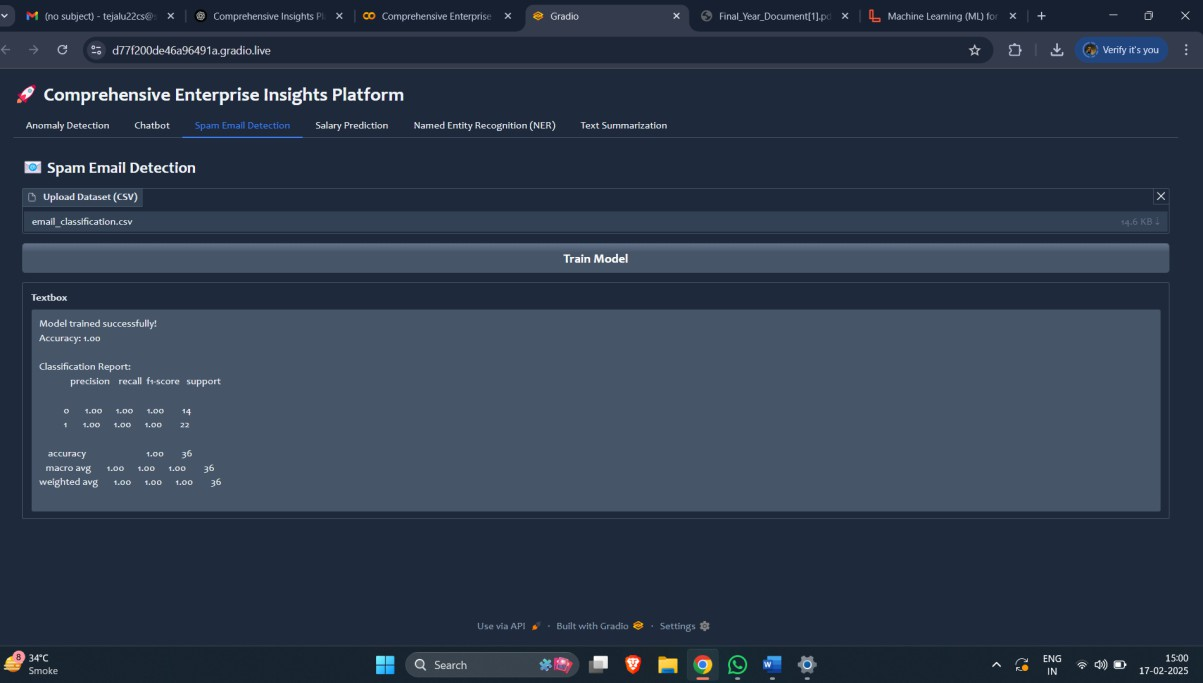 (no subject) - tejalu22cs@
Comprehensive Insights Pl
Comprehensive Enterprise
Gradio
Final_Year_Document[1].pd
Machine Learning (ML) for
d77f200de46a96491a.gradio.live
Verify it's you
Comprehensive Enterprise Insights Platform
Anomaly Detection Chatbot Spam Email Detection Salary Prediction Named Entity Recognition (NER) Text Summarization
Spam Email Detection
Upload Dataset (CSV)
email_classification.csv 14.6 KB ↓
Train Model
Textbox
Model trained successfully!
Accuracy: 1.00
Classification Report:
precision recall f1-score support
0 1.00 1.00 1.00 14
1 1.00 1.00 1.00 22
accuracy 1.00 36
macro avg 1.00 1.00 1.00 36
weighted avg 1.00 1.00 1.00 36
Use via API · Built with Gradio · Settings
8
34°C
Smoke
Search
ENG
IN
15:00
17-02-2025